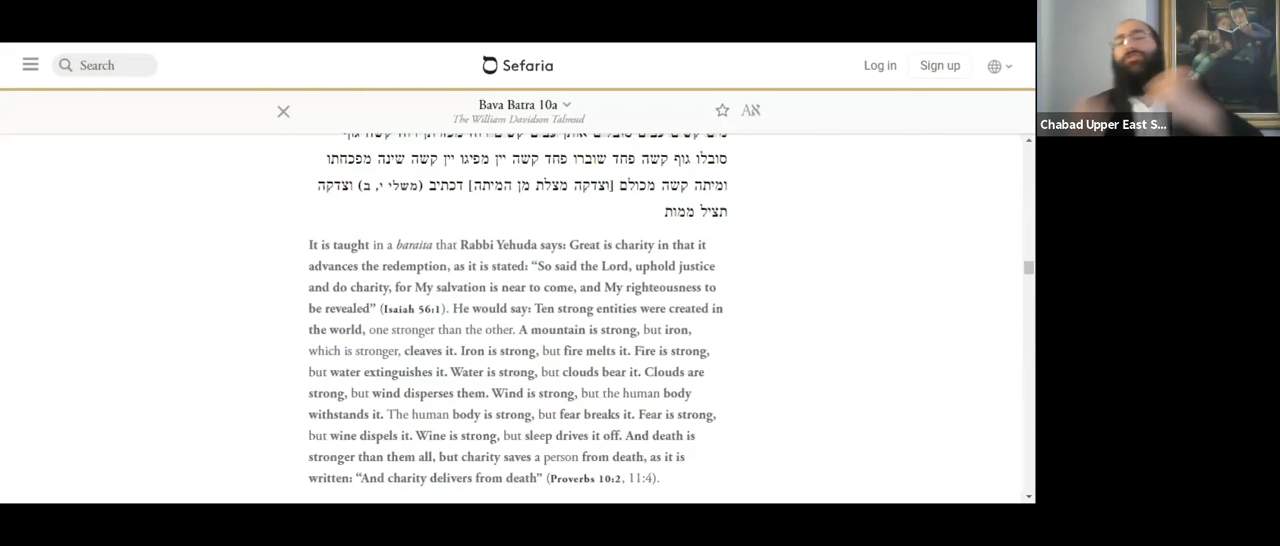 Search
Sefaria
Log in
Sign up
Bava Batra 10a
The William Davidson Talmud
סובלו גוף קשה פחד שוברו פחד קשה יין מפיגו יין קשה שינה מפכחתו
ומיתה קשה מכולם [וצדקה מצלת מן המיתה] דכתיב (משלי י, ב) וצדקה
תציל ממות
It is taught in a baraita that Rabbi Yehuda says: Great is charity in that it
advances the redemption, as it is stated: “So said the Lord, uphold justice
and do charity, for My salvation is near to come, and My righteousness to
be revealed” (Isaiah 56:1). He would say: Ten strong entities were created in
the world, one stronger than the other. A mountain is strong, but iron,
which is stronger, cleaves it. Iron is strong, but fire melts it. Fire is strong,
but water extinguishes it. Water is strong, but clouds bear it. Clouds are
strong, but wind disperses them. Wind is strong, but the human body
withstands it. The human body is strong, but fear breaks it. Fear is strong,
but wine dispels it. Wine is strong, but sleep drives it off. And death is
stronger than them all, but charity saves a person from death, as it is
written: “And charity delivers from death” (Proverbs 10:2, 11:4).
Chabad Upper East S...